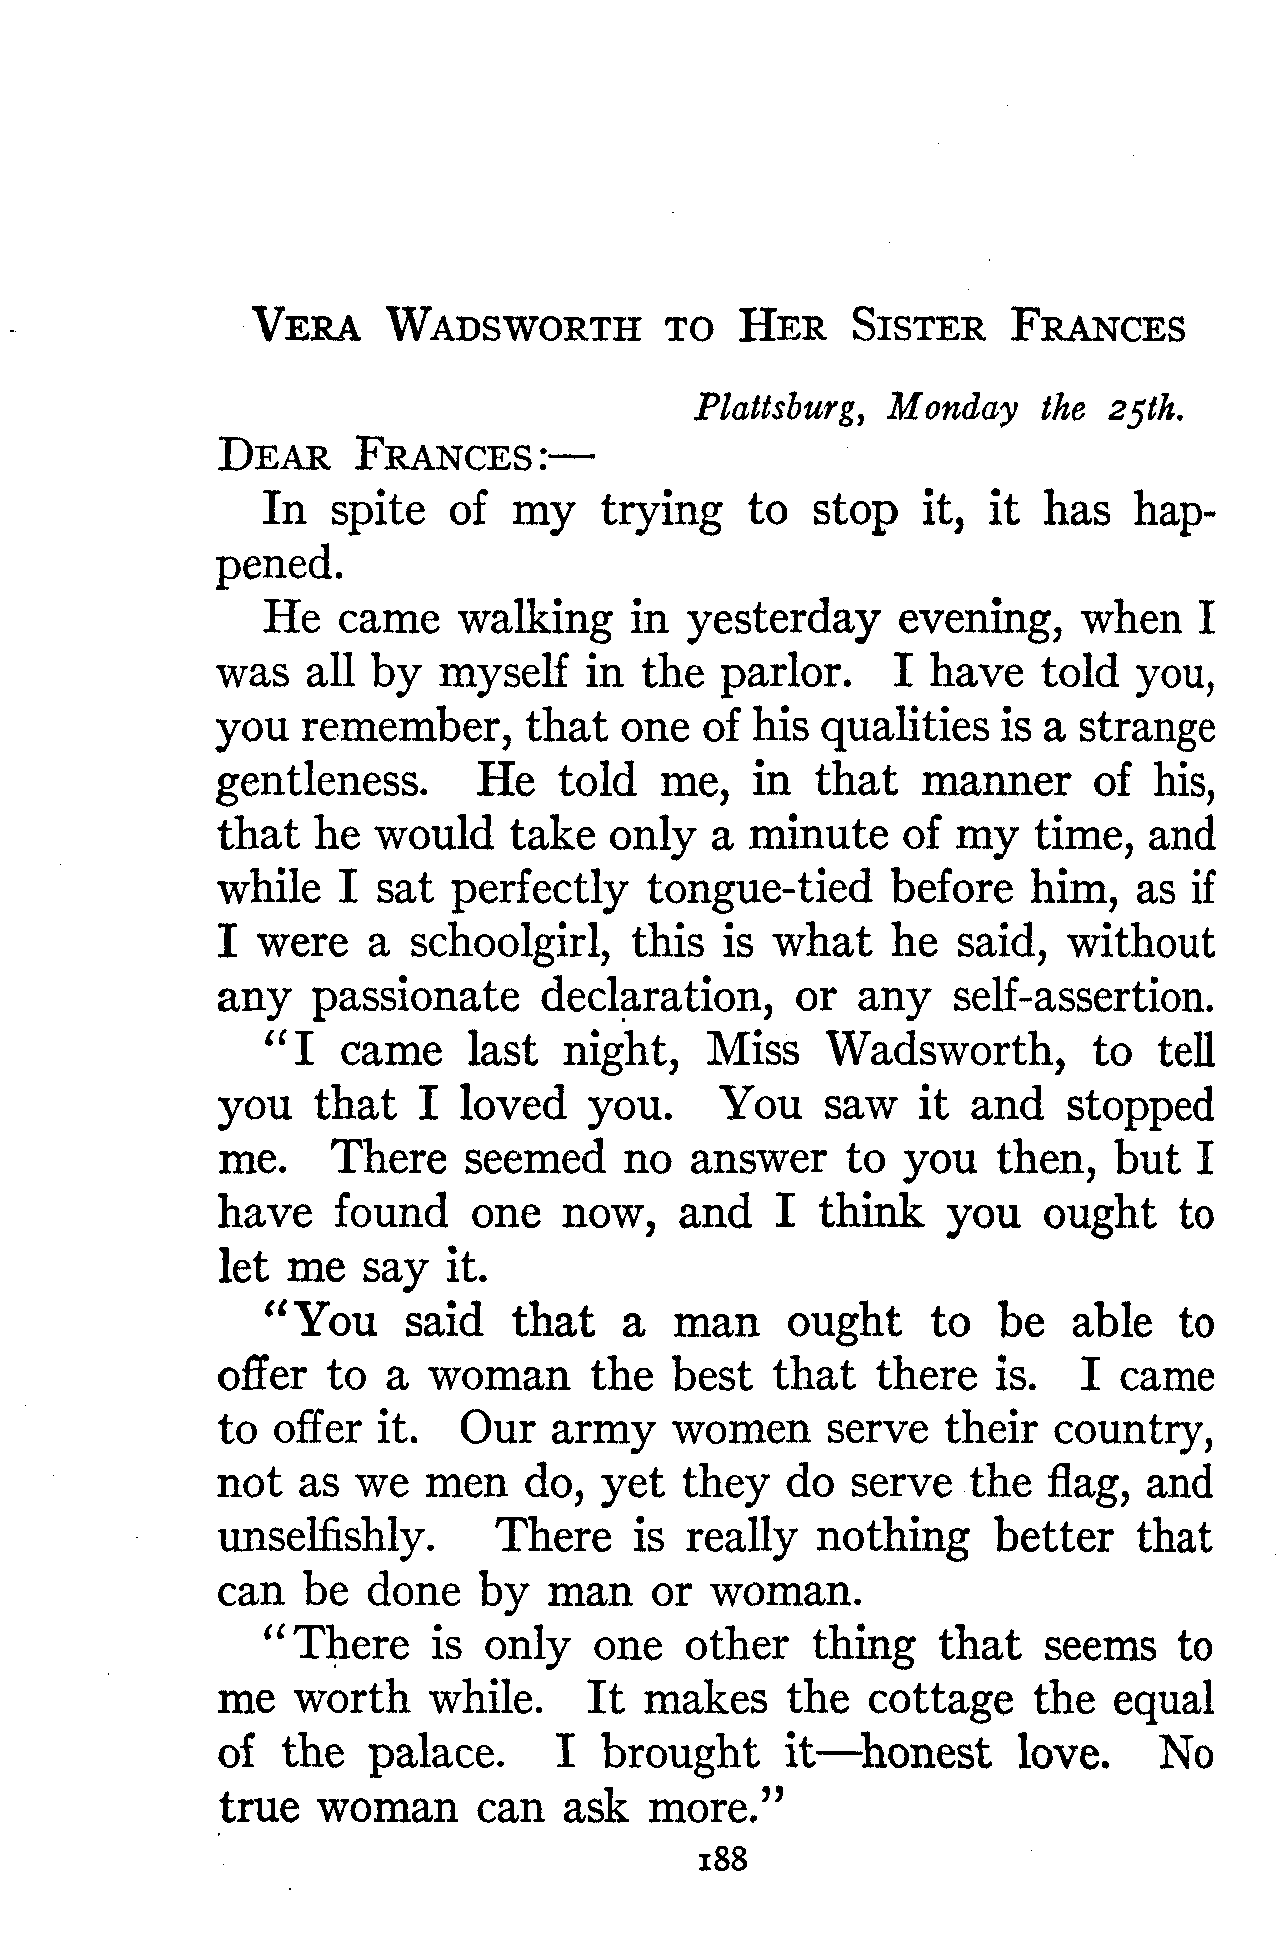 VERA WADSWORTH TO HER SISTER FRANCES
Plattsburg, Monday the 25th.
DEAR FRANCES:—
In spite of my trying to stop it, it has hap-
pened.
He came walking in yesterday evening, when I
was all by myself in the parlor. I have told you,
you remember, that one of his qualities is a strange
gentleness. He told me, in that manner of his,
that he would take only a minute of my time, and
while I sat perfectly tongue-tied before him, as if
I were a schoolgirl, this is what he said, without
any passionate declaration, or any self-assertion.
"I came last night, Miss Wadsworth, to tell
you that I loved you. You saw it and stopped
me. There seemed no answer to you then, but I
have found one now, and I think you ought to
let me say it.
"You said that a man ought to be able to
offer to a woman the best that there is. I came
to offer it. Our army women serve their country,
not as we men do, yet they do serve the flag, and
unselfishly. There is really nothing better that
can be done by man or woman.
"There is only one other thing that seems to
me worth while. It makes the cottage the equal
of the palace. I brought it—honest love. No
true woman can ask more."
188